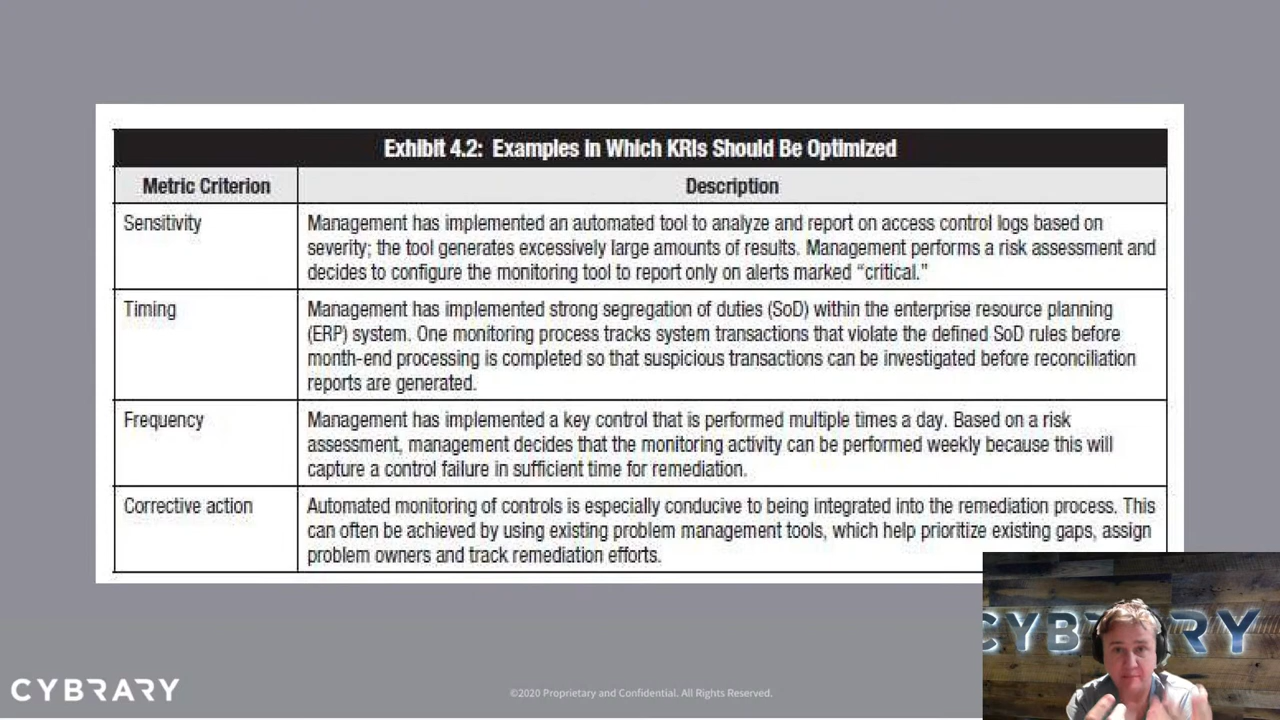 Exhibit 4.2: Examples in Which KRIs Should Be Optimized
Metric Criterion
Description
Sensitivity
Management has implemented an automated tool to analyze and report on access control logs based on
severity; the tool generates excessively large amounts of results. Management performs a risk assessment and
decides to configure the monitoring tool to report only on alerts marked “critical.”
Timing
Management has implemented strong segregation of duties (SoD) within the enterprise resource planning
(ERP) system. One monitoring process tracks system transactions that violate the defined SoD rules before
month-end processing is completed so that suspicious transactions can be investigated before reconciliation
reports are generated.
Frequency
Management has implemented a key control that is performed multiple times a day. Based on a risk
assessment, management decides that the monitoring activity can be performed weekly because this will
capture a control failure in sufficient time for remediation.
Corrective action
Automated monitoring of controls is especially conducive to being integrated into the remediation process. This
can often be achieved by using existing problem management tools, which help prioritize existing gaps, assign
problem owners and track remediation efforts.
CYBRARY
CYBRARY
©2020 Proprietary and Confidential. All Rights Reserved.